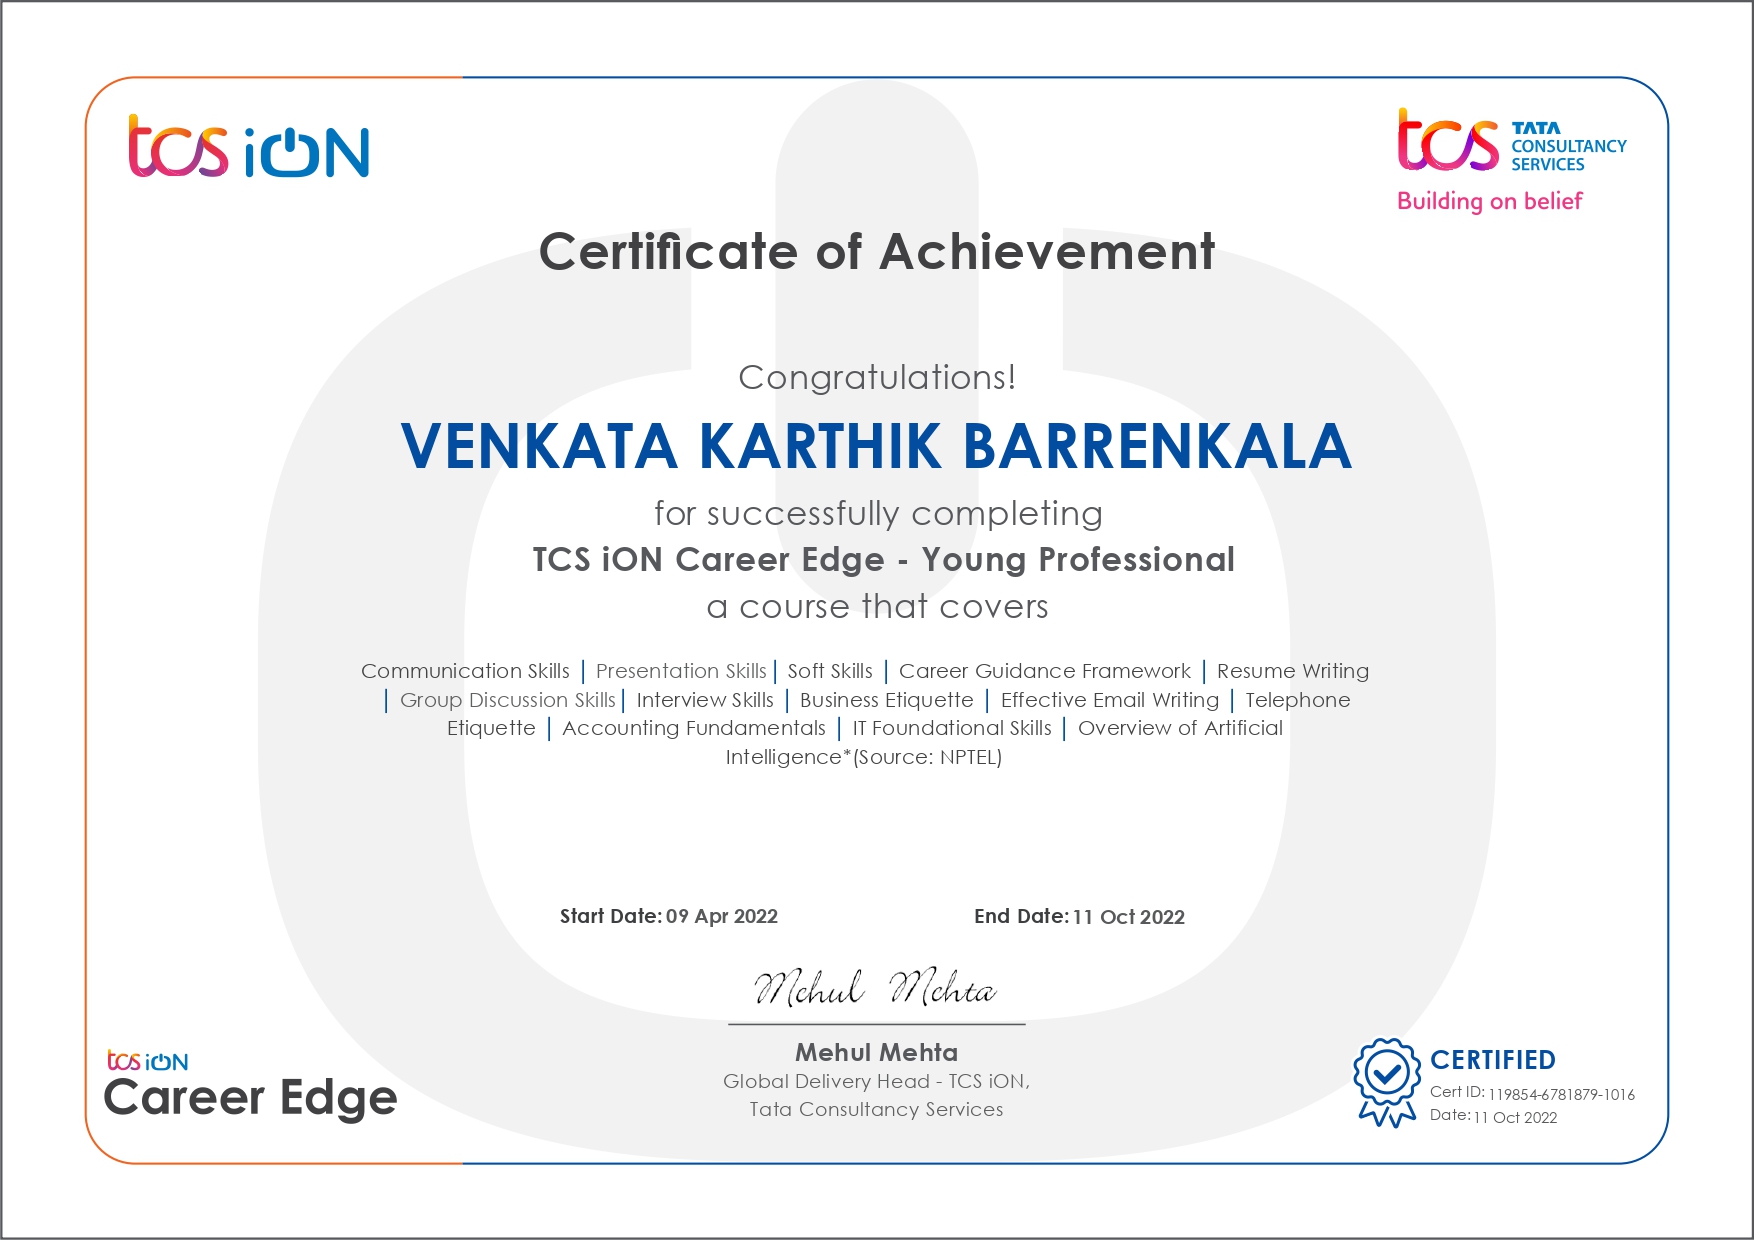 tcs iON
tcs TATA
CONSULTANCY
SERVICES
Building on belief
Certificate of Achievement
Congratulations!
VENKATA KARTHIK BARRENKALA
for successfully completing
TCS iON Career Edge - Young Professional
a course that covers
Communication Skills | Presentation Skills | Soft Skills | Career Guidance Framework | Resume Writing
| Group Discussion Skills | Interview Skills | Business Etiquette | Effective Email Writing | Telephone
Etiquette | Accounting Fundamentals | IT Foundational Skills | Overview of Artificial
Intelligence*(Source: NPTEL)
Start Date: 09 Apr 2022 End Date: 11 Oct 2022
Mehul Mehta
Mehul Mehta
Global Delivery Head - TCS iON,
Tata Consultancy Services
tcs iON
Career Edge
CERTIFIED
Cert ID: 119854-6781879-1016
Date: 11 Oct 2022